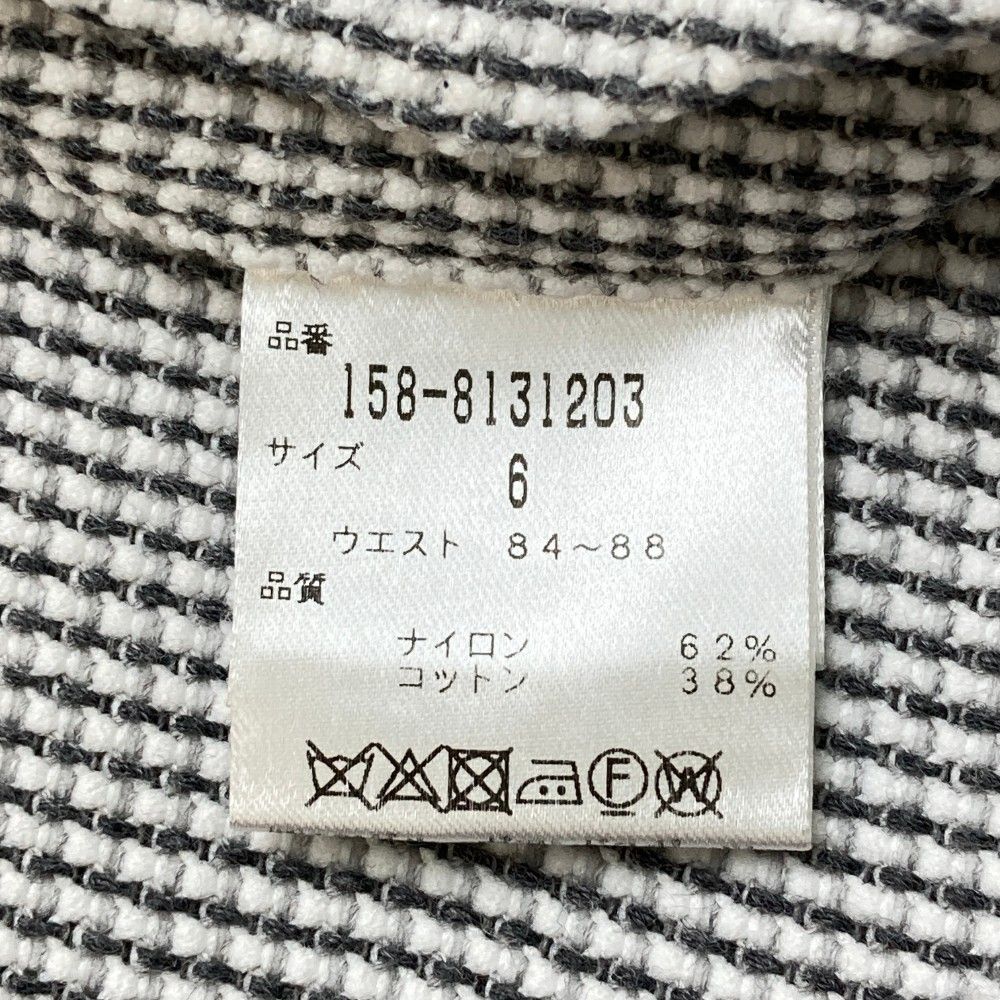 品番
158-8131203
サイズ
6
ウエスト 84～88
品質
ナイロン 62%
コットン 38%
F W